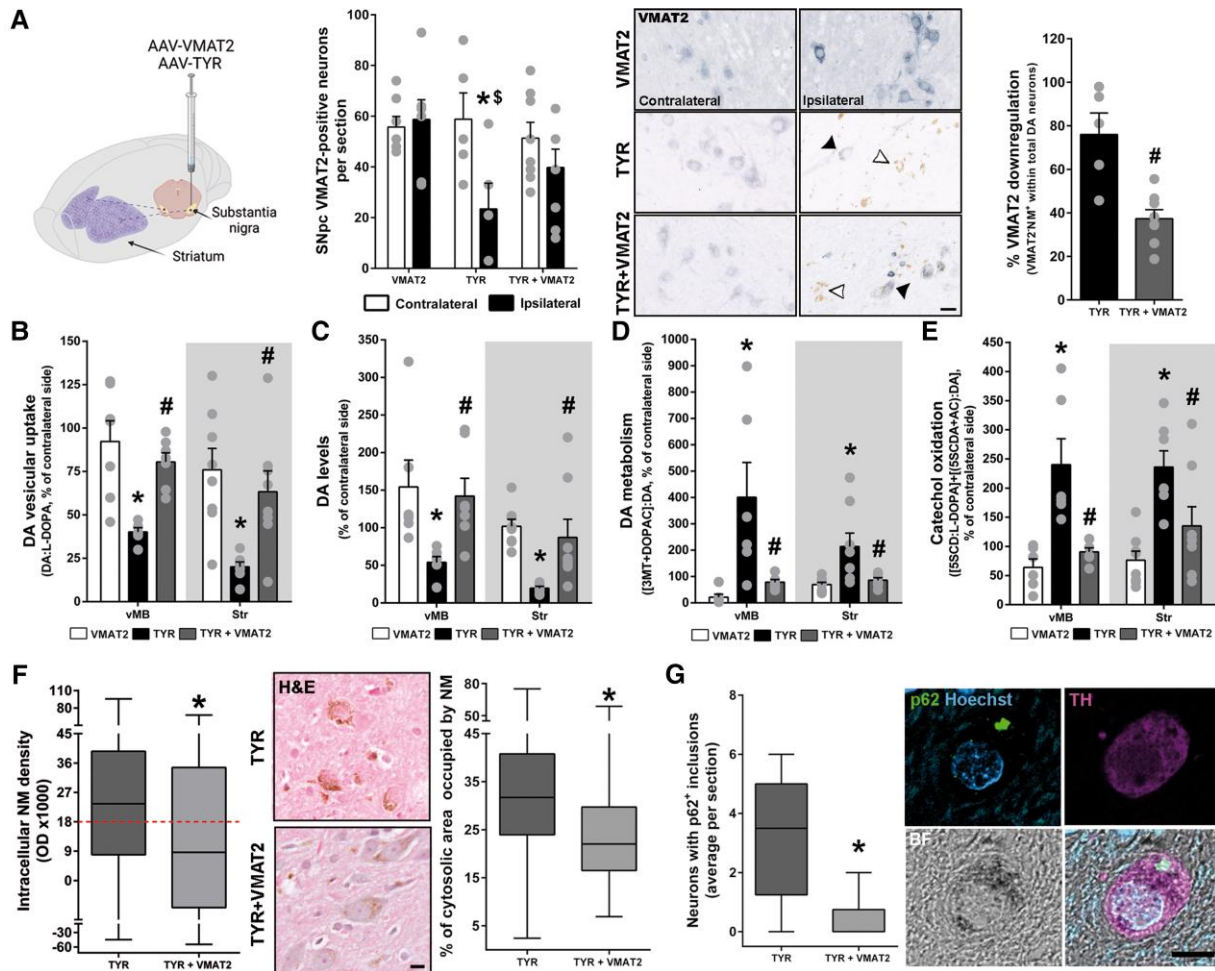 A
AAV-VMAT2
AAV-TYR
Substantia
nigra
Striatum
SNpc VMAT2-positive neurons
per section
100
80
60
40
20
0
* $
VMAT2
TYR
TYR + VMAT2
Contralateral
Ipsilateral
VMAT2
VMAT2
Contralateral
Ipsilateral
TYR
TYR+VMAT2
% VMAT2 downregulation
(VMAT2-NM+ within total DA neurons)
120
100
80
60
40
20
0
#
TYR
TYR + VMAT2
B
DA vesicular uptake
(DA:L-DOPA, % of contralateral side)
150
125
100
75
50
25
0
*
#
*
#
vMB
Str
VMAT2
TYR
TYR + VMAT2
C
DA levels
(% of contralateral side)
350
300
250
200
150
100
50
0
*
#
*
#
vMB
Str
VMAT2
TYR
TYR + VMAT2
D
DA metabolism
([3MT+DOPAC]:DA, % of contralateral side)
1000
900
800
700
600
500
400
300
200
100
0
*
#
*
#
vMB
Str
VMAT2
TYR
TYR + VMAT2
E
Catechol oxidation
([5SCD:L-DOPA]+[(5SCDA+AC):DA],
% of contralateral side)
450
400
350
300
250
200
150
100
50
0
*
#
*
#
vMB
Str
VMAT2
TYR
TYR + VMAT2
F
Intracellular NM density
(OD x1000)
110
80
45
36
27
18
9
0
-30
-60
*
TYR
TYR + VMAT2
H&E
TYR
TYR+VMAT2
% of cytosolic area occupied by NM
80
50
45
35
25
15
5
*
TYR
TYR + VMAT2
G
Neurons with p62+ inclusions
(average per section)
8
6
4
2
0
*
TYR
TYR + VMAT2
p62 Hoechst
TH
BF